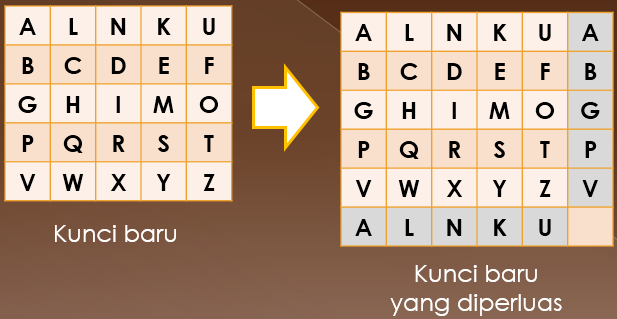 A L N K U
B C D E F
G H I M O
P Q R S T
V W X Y Z
Kunci baru
A L N K U A
B C D E F B
G H I M O G
P Q R S T P
V W X Y Z V
A L N K U
Kunci baru
yang diperluas